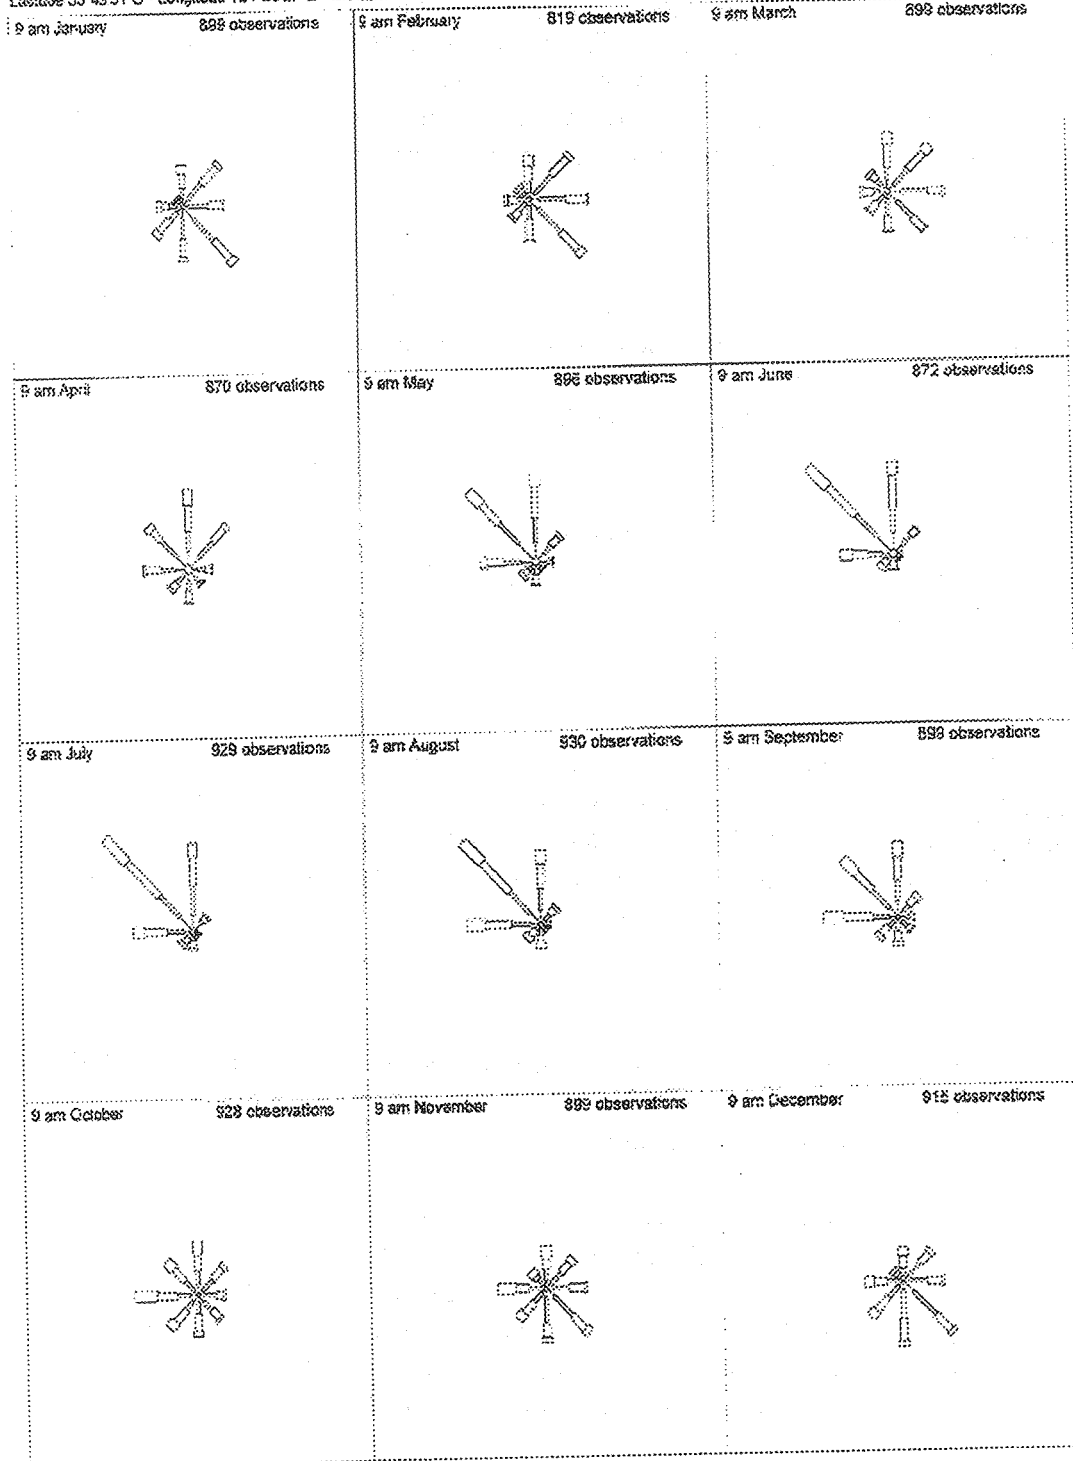 9 am January 899 observations 9 am February 819 observations 9 am March 899 observations
9 am April 870 observations 9 am May 896 observations 9 am June 872 observations
9 am July 929 observations 9 am August 930 observations 9 am September 899 observations
9 am October 928 observations 9 am November 899 observations 9 am December 915 observations